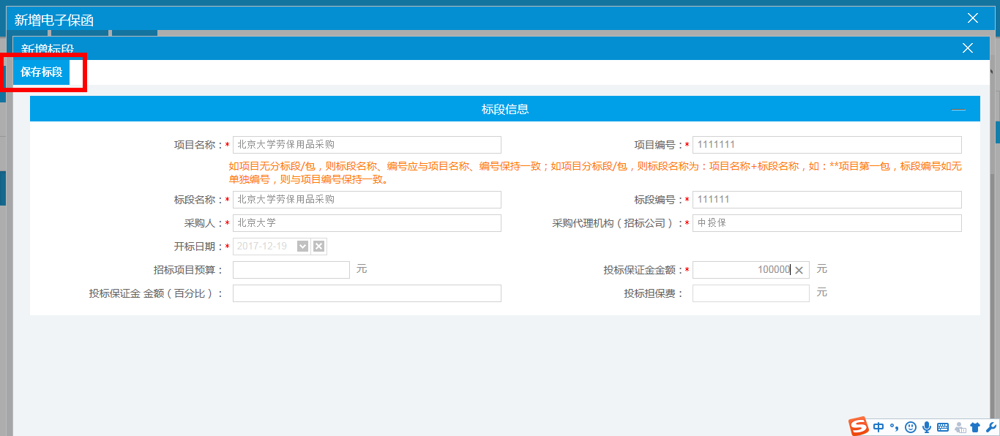 新增电子保函
新增标段
保存标段
标段信息
项目名称：* 北京大学劳保用品采购 项目编号：* 1111111
如项目无分标段/包，则标段名称、编号应与项目名称、编号保持一致；如项目分标段/包，则标段名称为：项目名称+标段名称，如：**项目第一包，标段编号如无
单独编号，则与项目编号保持一致。
标段名称：* 北京大学劳保用品采购 标段编号：* 111111
采购人：* 北京大学 采购代理机构（招标公司）：* 中投保
开标日期：* 2017-12-19
招标项目预算： 元 投标保证金金额：* 100000 元
投标保证金 金额（百分比）： 投标担保费： 元
S 中 °,